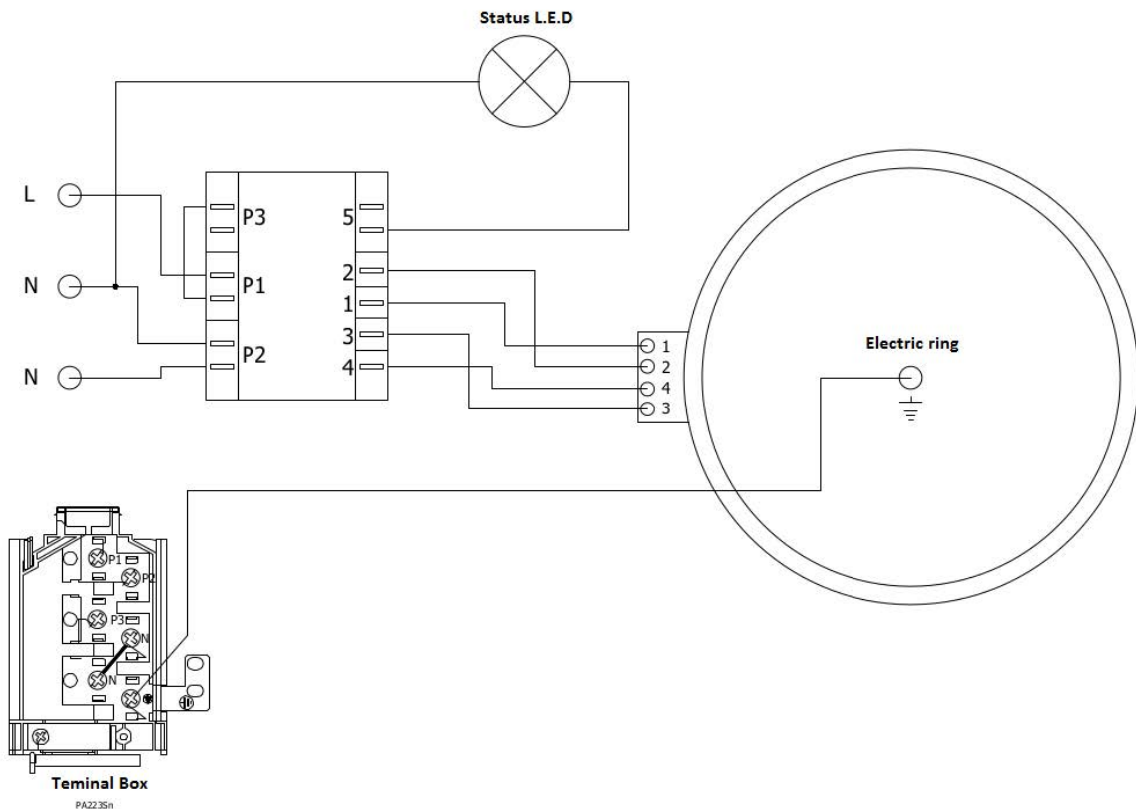 Status L.E.D
L
P3
5
N
P1
2
1
3
N
P2
4
1
2
4
3
Electric ring
P1
P2
P3
N
N
Teminal Box
PA223Sn